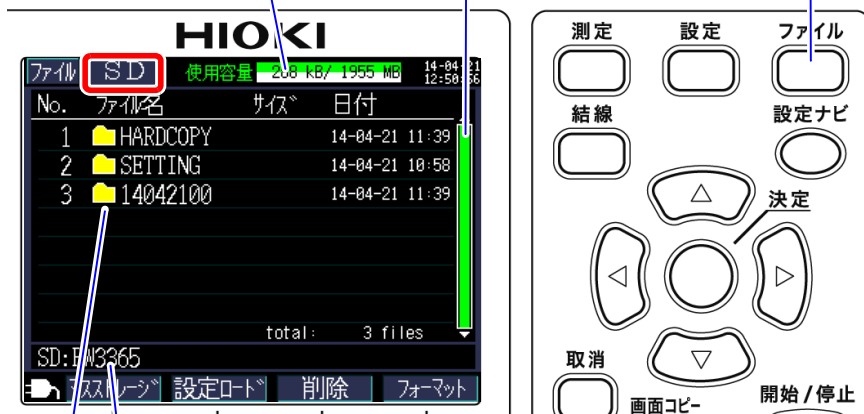 HIOKI
ファイル SD 使用容量 268 kB/ 1955 MB 14-04-21
12:50:56
No. ファイル名 ｻｲｽﾞ 日付
1 HARDCOPY 14-04-21 11:39
2 SETTING 14-04-21 10:58
3 14042100 14-04-21 11:39
total: 3 files
SD:PW3365
ﾏｽｽﾄﾚｰｼﾞ 設定ﾛｰﾄﾞ 削除 ﾌｫｰﾏｯﾄ
測定 設定 ファイル
結線 設定ナビ
決定
取消
画面コピー 開始/停止